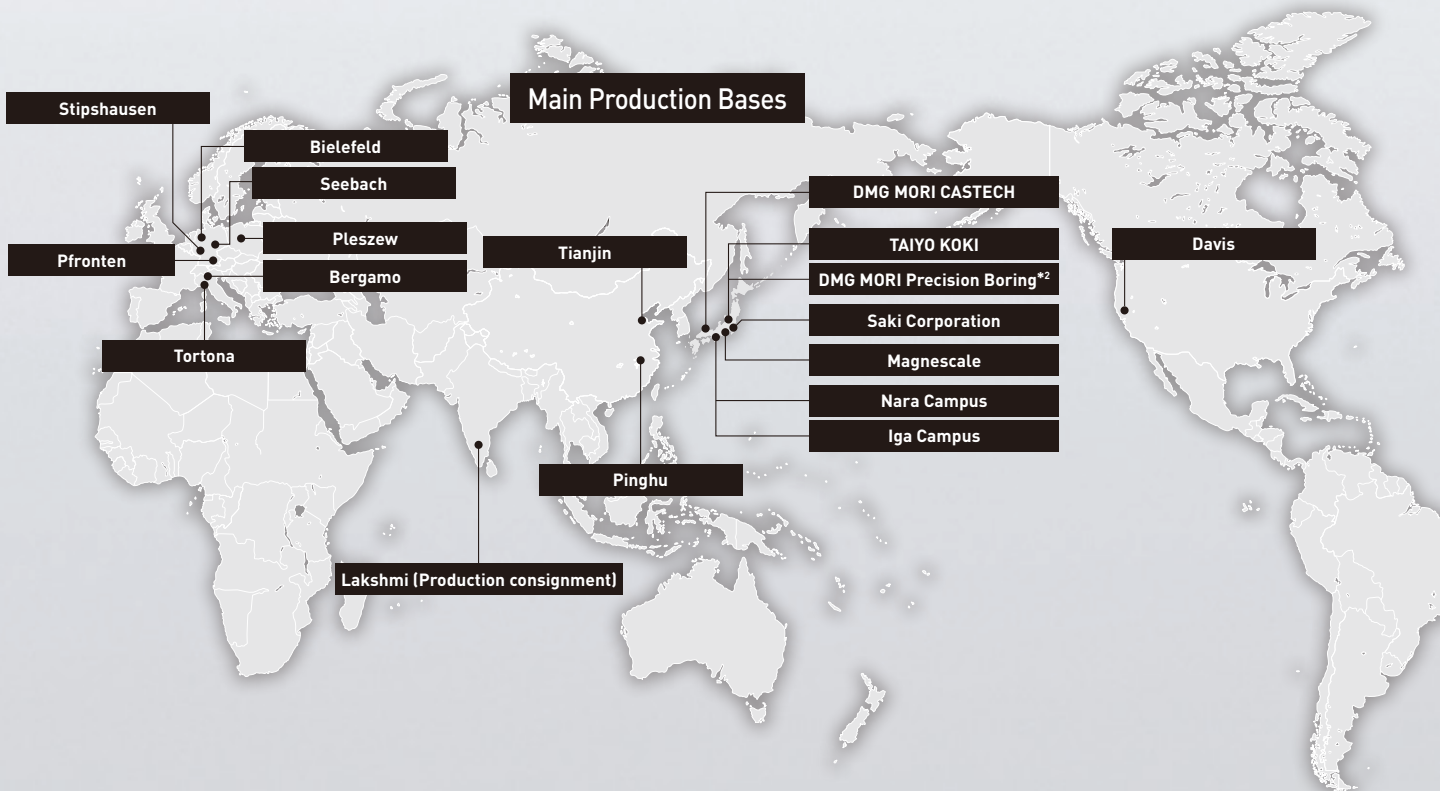 Main Production Bases
Stipshausen
Bielefeld
Seebach
Pleszew
Pfronten
Bergamo
Tortona
Tianjin
Pinghu
Lakshmi (Production consignment)
DMG MORI CASTECH
TAIYO KOKI
DMG MORI Precision Boring*2
Saki Corporation
Magnescale
Nara Campus
Iga Campus
Davis